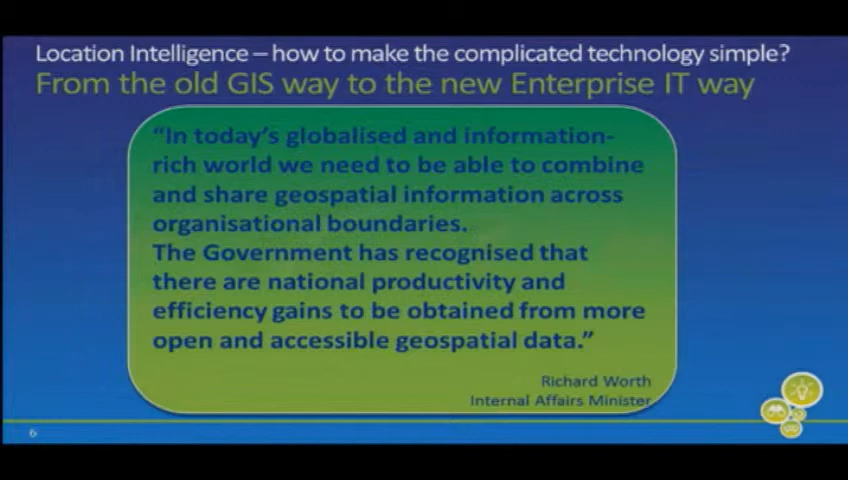 Location Intelligence – how to make the complicated technology simple?
From the old GIS way to the new Enterprise IT way
“In today’s globalised and information-
rich world we need to be able to combine
and share geospatial information across
organisational boundaries.
The Government has recognised that
there are national productivity and
efficiency gains to be obtained from more
open and accessible geospatial data.”
Richard Worth
Internal Affairs Minister
6